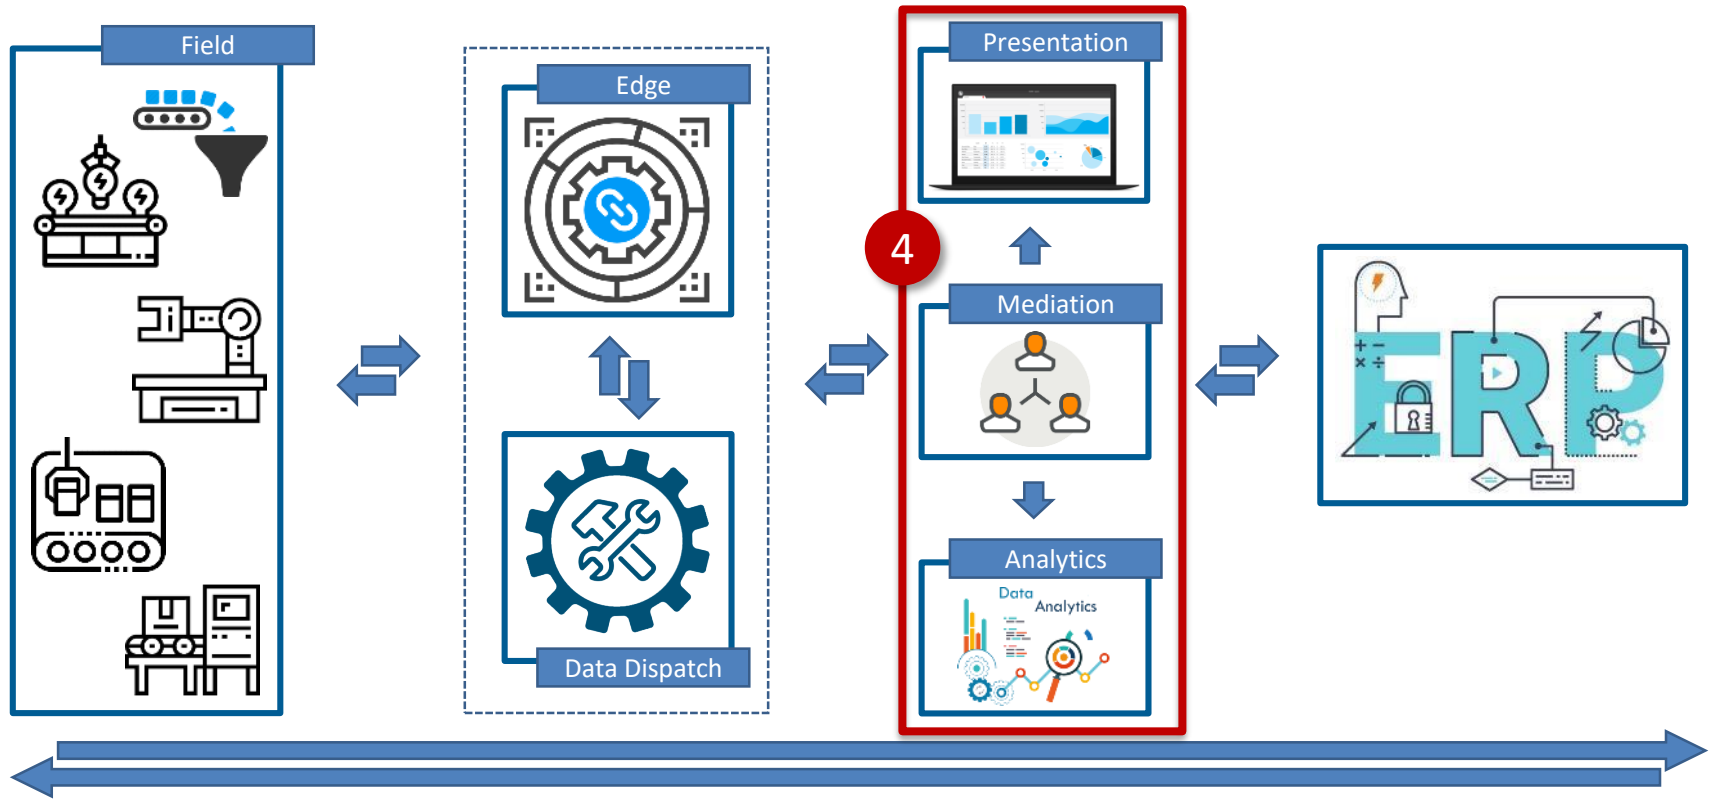 Field
Edge
Data Dispatch
4
Presentation
Mediation
Analytics
Data
Analytics
ERP